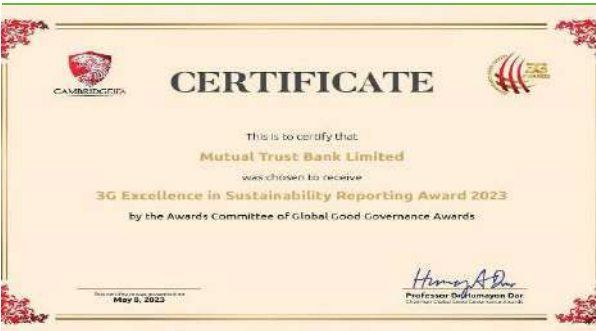 CAMBRIDGEIFA
CERTIFICATE
3G
AWARDS
This is to certify that
Mutual Trust Bank Limited
was chosen to receive
3G Excellence in Sustainability Reporting Award 2023
by the Awards Committee of Global Good Governance Awards
May 8, 2023
Professor Dr Humayon Dar